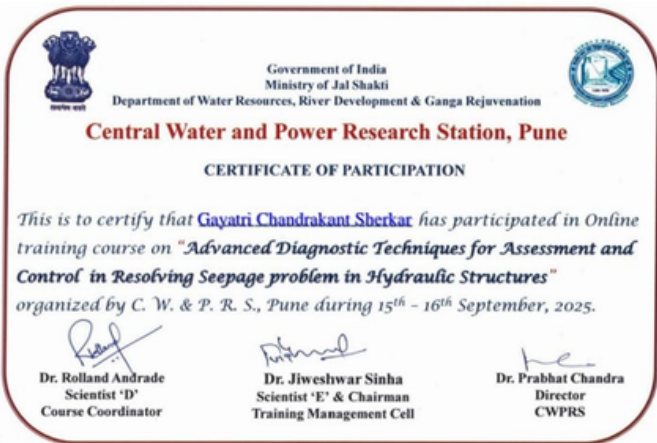 सत्यमेव जयते
Government of India
Ministry of Jal Shakti
Department of Water Resources, River Development & Ganga Rejuvenation
Central Water and Power Research Station, Pune
CERTIFICATE OF PARTICIPATION
This is to certify that Gayatri Chandrakant Sherkar has participated in Online
training course on "Advanced Diagnostic Techniques for Assessment and
Control in Resolving Seepage problem in Hydraulic Structures"
organized by C. W. & P. R. S., Pune during 15th - 16th September, 2025.
Dr. Rolland Andrade
Scientist 'D'
Course Coordinator
Dr. Jiweshwar Sinha
Scientist 'E' & Chairman
Training Management Cell
Dr. Prabhat Chandra
Director
CWPRS